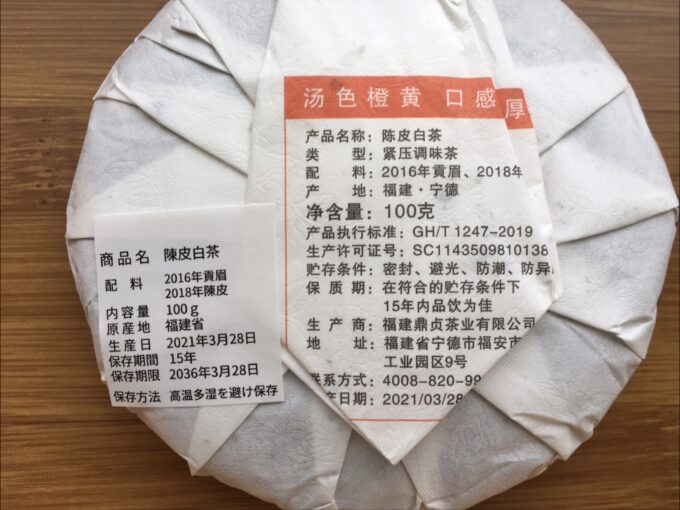 汤色橙黄 口感厚
产品名称：陈皮白茶
类 型：紧压调味茶
配 料：2016年貢眉、2018年
产 地：福建·宁德
净含量：100克
产品执行标准：GH/T 1247-2019
生产许可证号：SC1143509810138
贮存条件：密封、避光、防潮、防异
保 质 期：在符合的贮存条件下
15年内品饮为佳
生 产 商：福建鼎贞茶业有限公司
地 址：福建省宁德市福安市
工业园区9号
联系方式：4008-820-99
产日期：2021/03/28
商品名 陳皮白茶
配 料 2016年貢眉
2018年陳皮
内容量 100g
原産地 福建省
生産日 2021年3月28日
保存期間 15年
保存期限 2036年3月28日
保存方法 高温多湿を避け保存